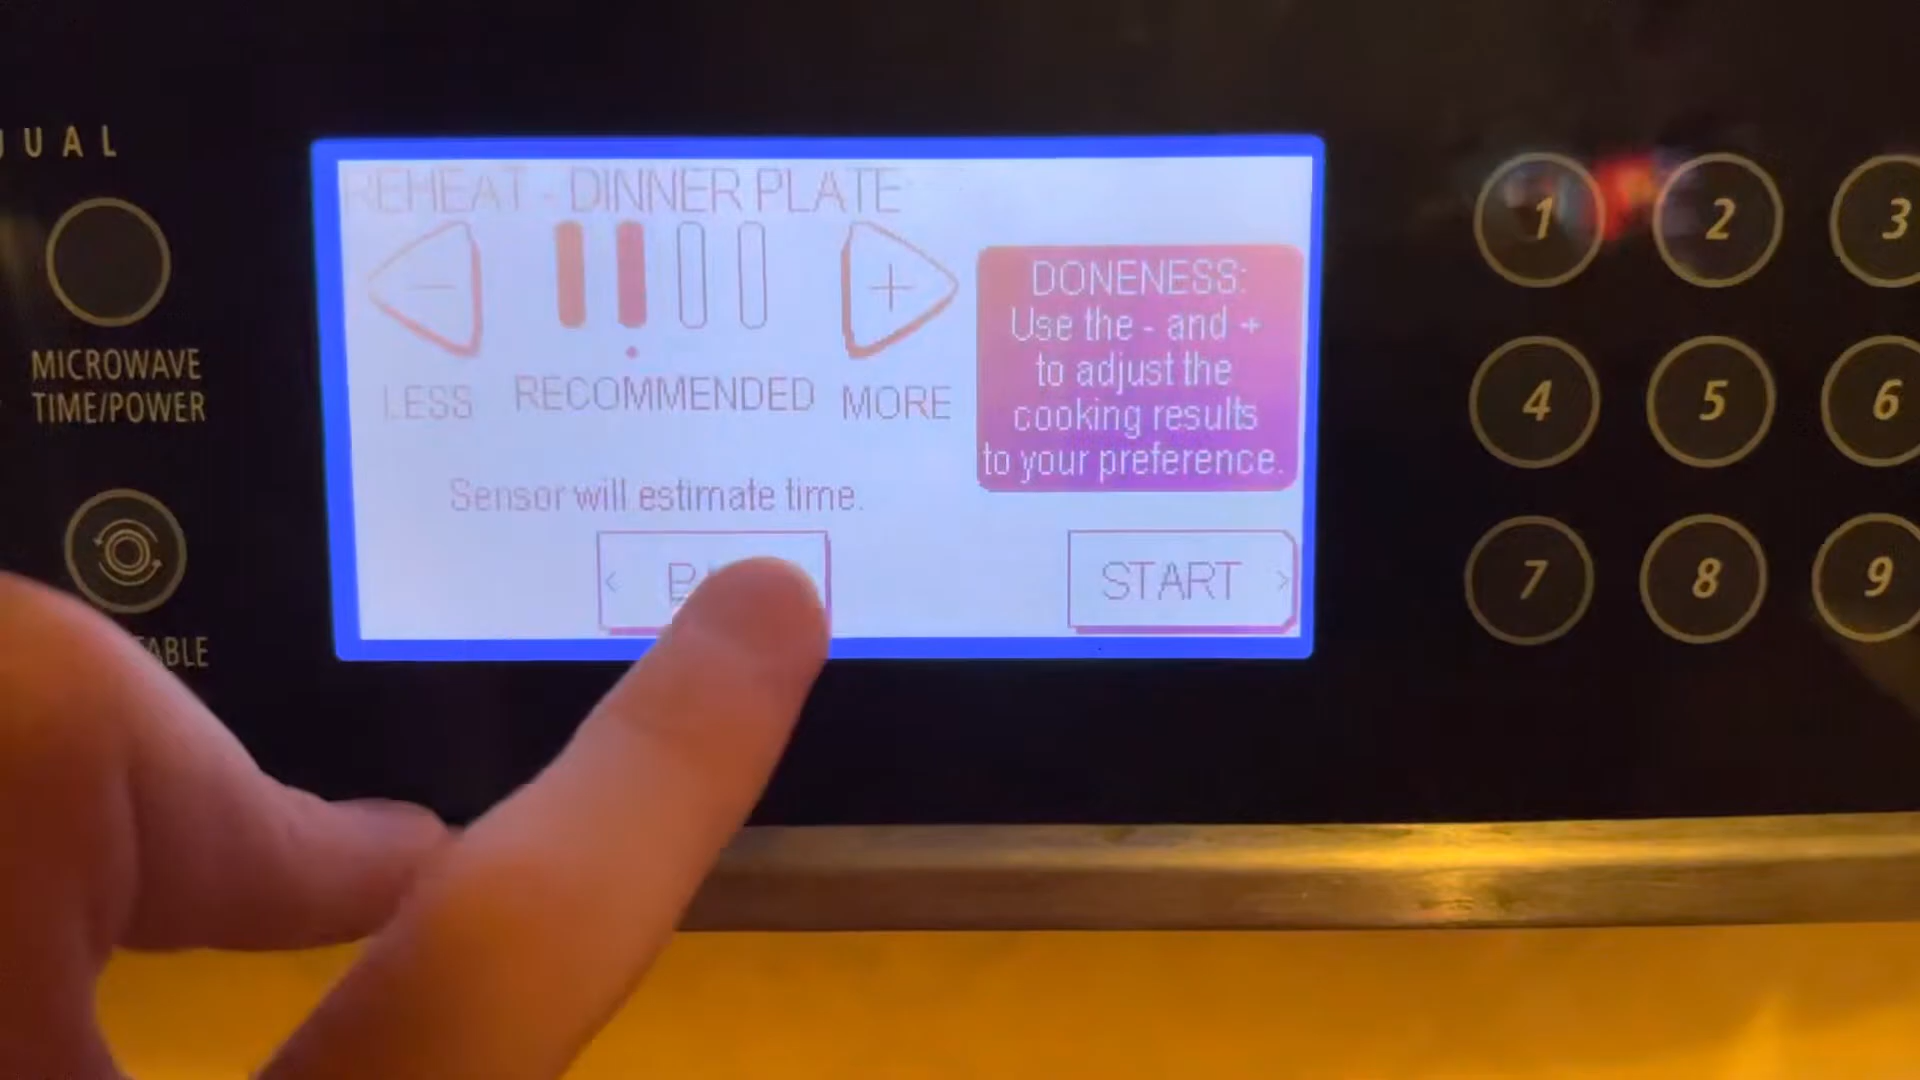 REHEAT - DINNER PLATE
LESS
RECOMMENDED
MORE
DONENESS:
Use the - and +
to adjust the
cooking results
to your preference.
Sensor will estimate time.
START
MICROWAVE
TIME/POWER
1 2 3
4 5 6
7 8 9